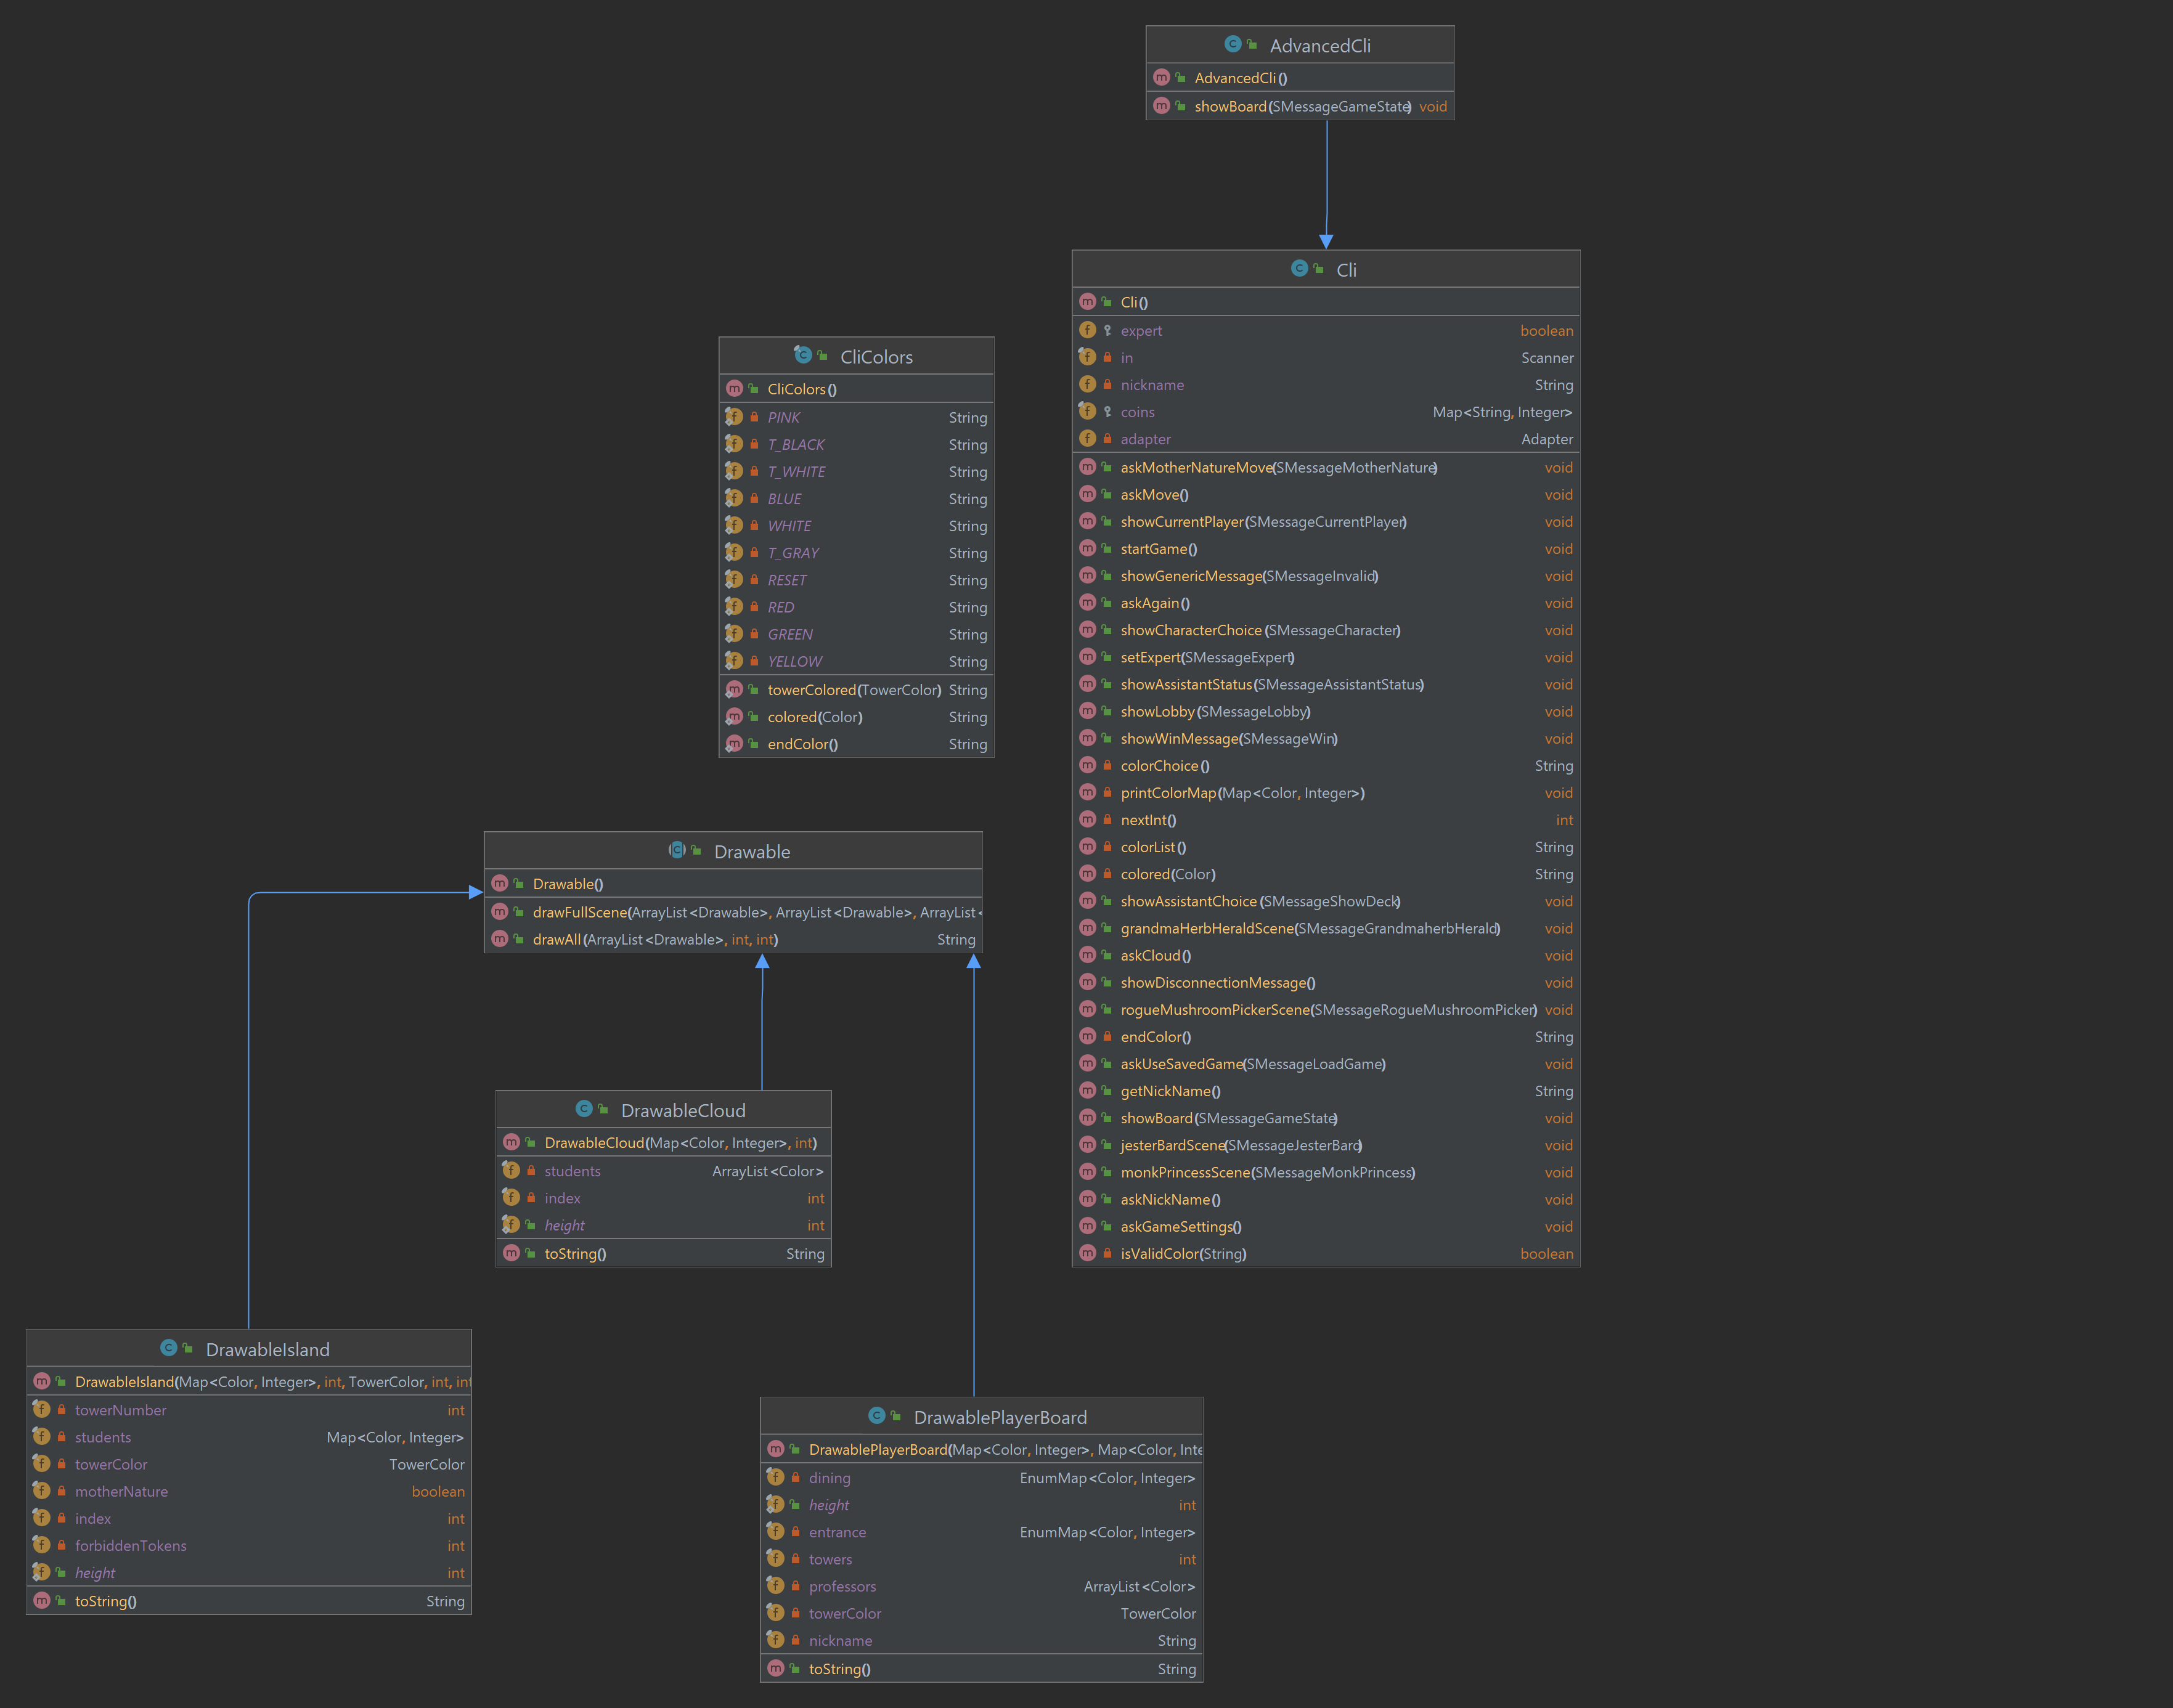 AdvancedCli
AdvancedCli()
showBoard(SMessageGameState) void
Cli
Cli()
expert boolean
in Scanner
nickname String
coins Map<String, Integer>
adapter Adapter
askMotherNatureMove(SMessageMotherNature) void
askMove() void
showCurrentPlayer(SMessageCurrentPlayer) void
startGame() void
showGenericMessage(SMessageInvalid) void
askAgain() void
showCharacterChoice(SMessageCharacter) void
setExpert(SMessageExpert) void
showAssistantStatus(SMessageAssistantStatus) void
showLobby(SMessageLobby) void
showWinMessage(SMessageWin) void
colorChoice() String
printColorMap(Map<Color, Integer>) void
nextInt() int
colorList() String
colored(Color) String
showAssistantChoice(SMessageShowDeck) void
grandmaHerbHeraldScene(SMessageGrandmaherbHerald) void
askCloud() void
showDisconnectionMessage() void
rogueMushroomPickerScene(SMessageRogueMushroomPicker) void
endColor() String
askUseSavedGame(SMessageLoadGame) void
getNickName() String
showBoard(SMessageGameState) void
jesterBardScene(SMessageJesterBard) void
monkPrincessScene(SMessageMonkPrincess) void
askNickName() void
askGameSettings() void
isValidColor(String) boolean
CliColors
CliColors()
PINK String
T_BLACK String
T_WHITE String
BLUE String
WHITE String
T_GRAY String
RESET String
RED String
GREEN String
YELLOW String
towerColored(TowerColor) String
colored(Color) String
endColor() String
Drawable
Drawable()
drawFullScene(ArrayList<Drawable>, ArrayList<Drawable>, ArrayList<
drawAll(ArrayList<Drawable>, int, int) String
DrawableCloud
DrawableCloud(Map<Color, Integer>, int)
students ArrayList<Color>
index int
height int
toString() String
DrawableIsland
DrawableIsland(Map<Color, Integer>, int, TowerColor, int, int
towerNumber int
students Map<Color, Integer>
towerColor TowerColor
motherNature boolean
index int
forbiddenTokens int
height int
toString() String
DrawablePlayerBoard
DrawablePlayerBoard(Map<Color, Integer>, Map<Color, Inte
dining EnumMap<Color, Integer>
height int
entrance EnumMap<Color, Integer>
towers int
professors ArrayList<Color>
towerColor TowerColor
nickname String
toString() String